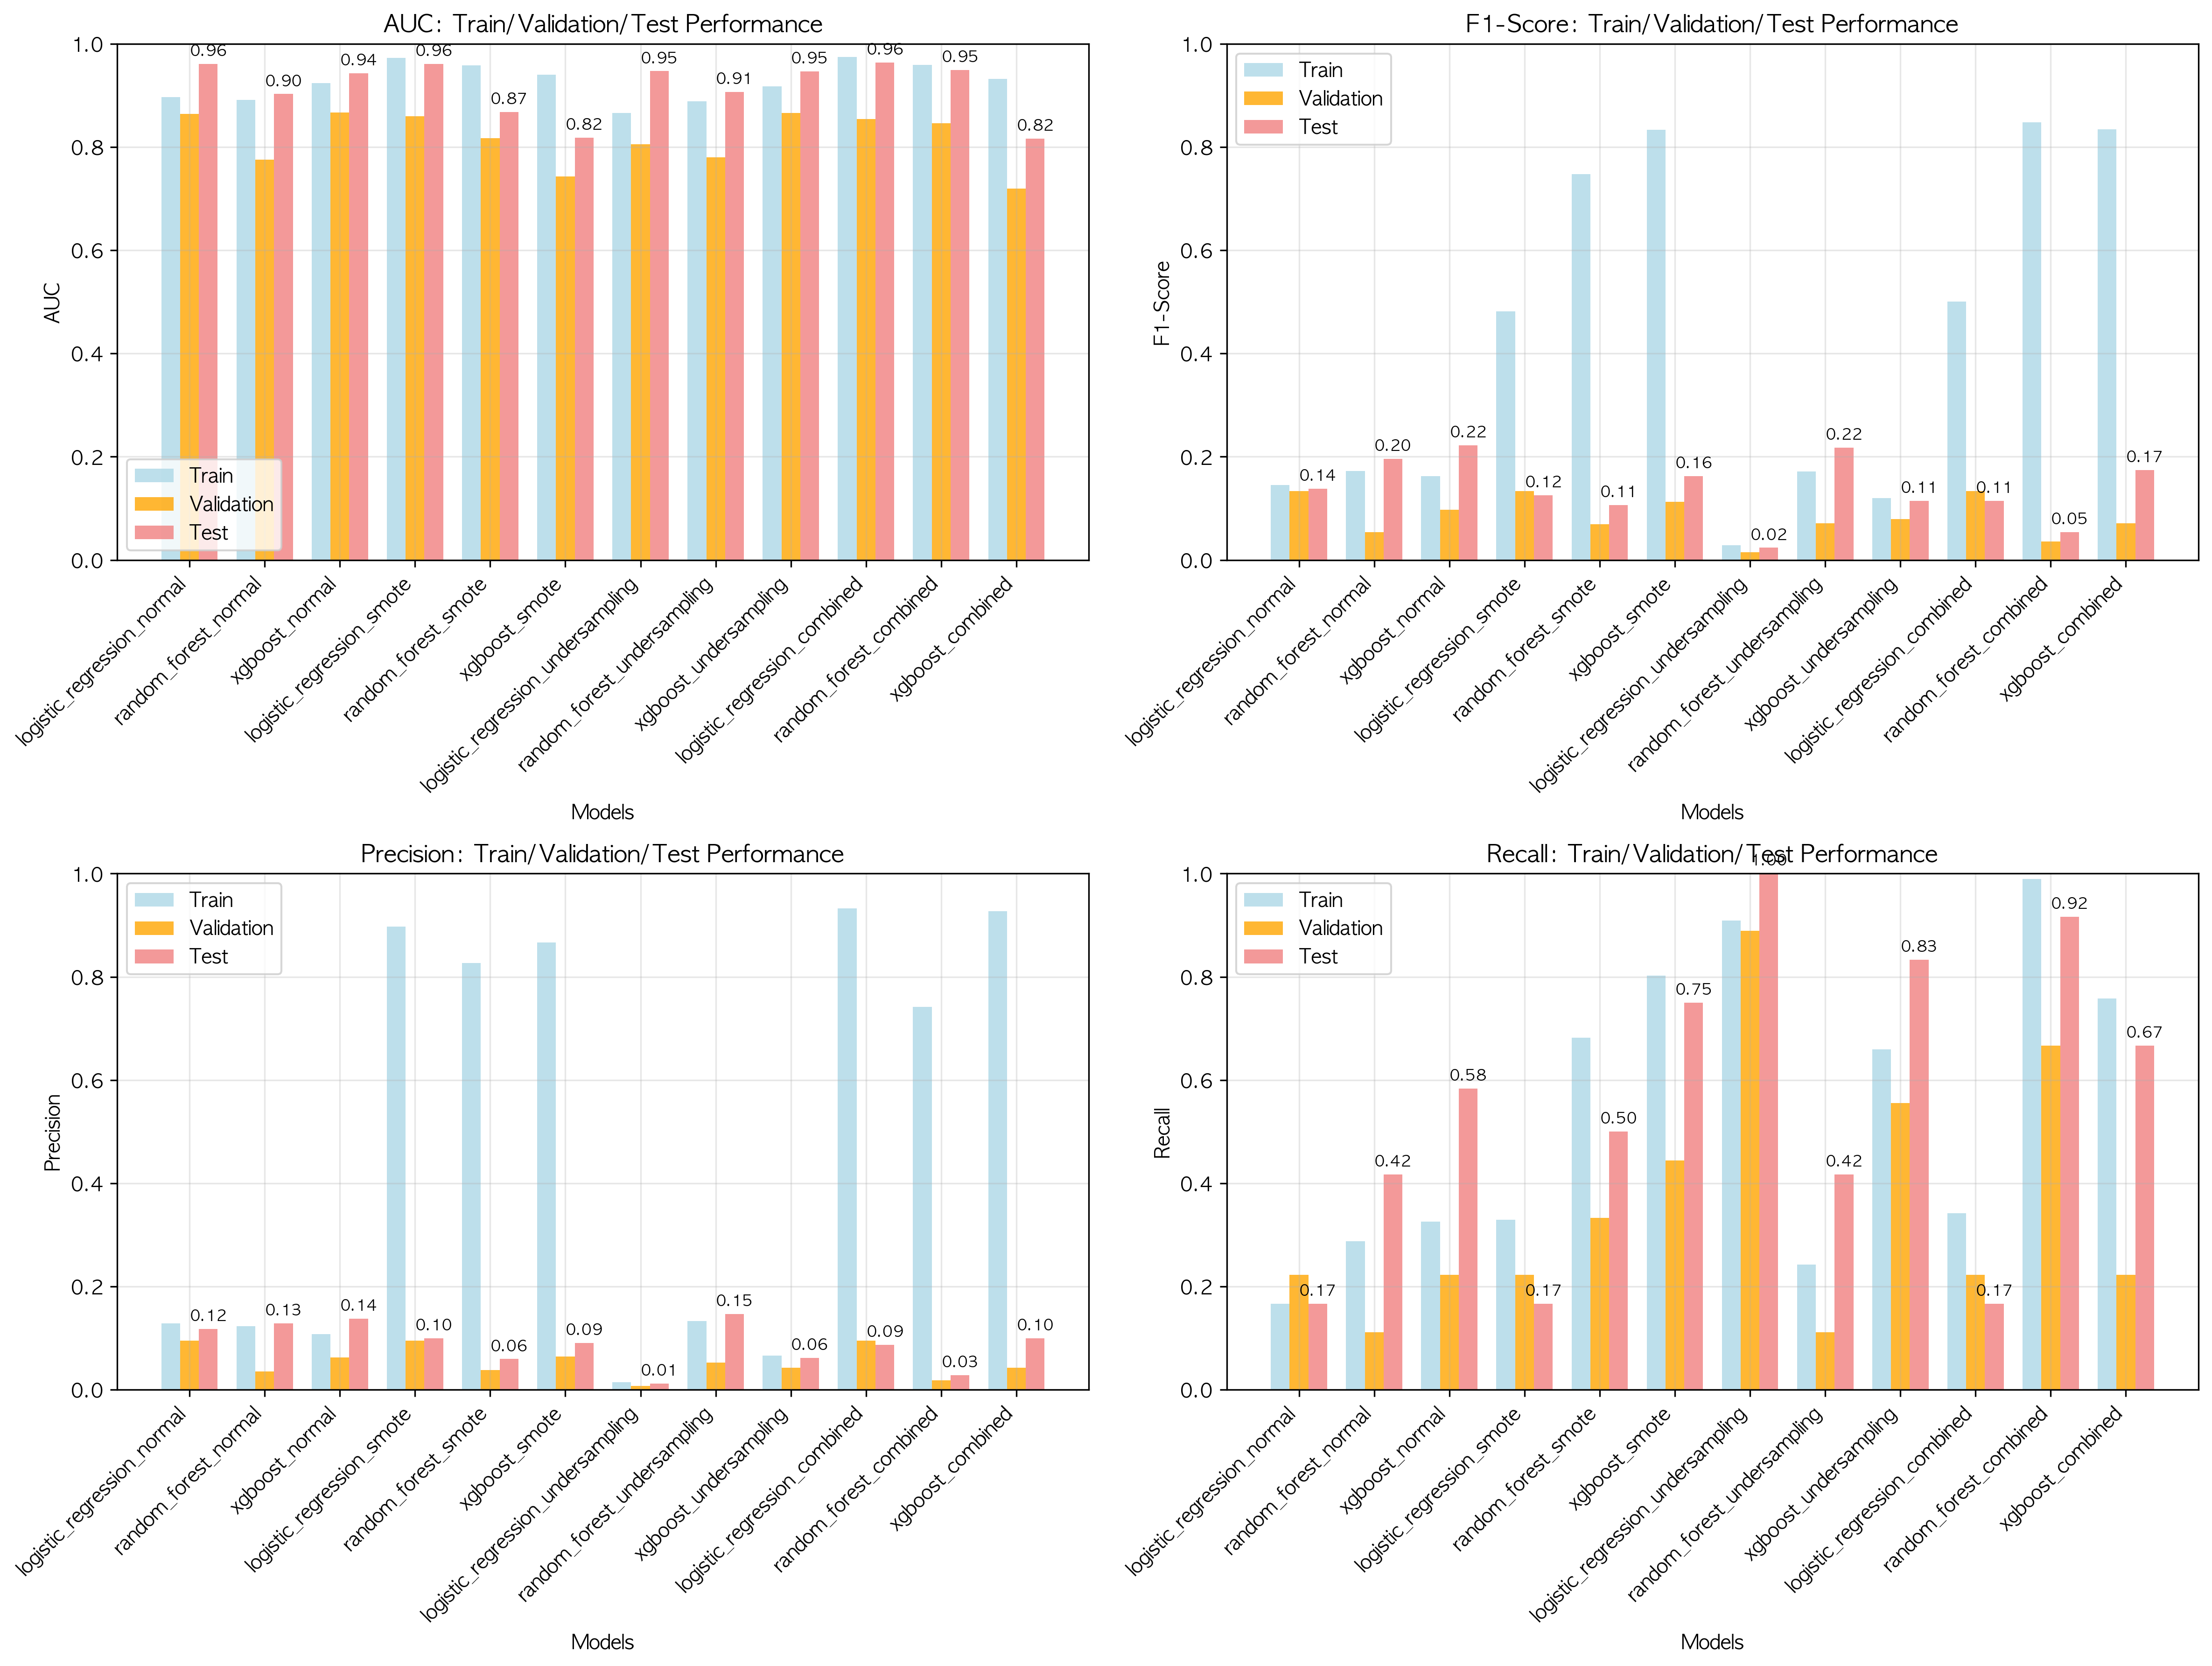 AUC: Train/Validation/Test Performance
1.0
0.8
0.6
0.4
0.2
0.0
AUC
0.96
0.90
0.94
0.96
0.87
0.82
0.95
0.91
0.95
0.96
0.95
0.82
Train
Validation
Test
logistic_regression_normal
random_forest_normal
xgboost_normal
logistic_regression_smote
random_forest_smote
xgboost_smote
logistic_regression_undersampling
random_forest_undersampling
xgboost_undersampling
logistic_regression_combined
random_forest_combined
xgboost_combined
Models
F1-Score: Train/Validation/Test Performance
1.0
0.8
0.6
0.4
0.2
0.0
F1-Score
Train
Validation
Test
0.14
0.20
0.22
0.12
0.11
0.16
0.02
0.22
0.11
0.11
0.05
0.17
logistic_regression_normal
random_forest_normal
xgboost_normal
logistic_regression_smote
random_forest_smote
xgboost_smote
logistic_regression_undersampling
random_forest_undersampling
xgboost_undersampling
logistic_regression_combined
random_forest_combined
xgboost_combined
Models
Precision: Train/Validation/Test Performance
1.0
0.8
0.6
0.4
0.2
0.0
Precision
Train
Validation
Test
0.12
0.13
0.14
0.10
0.06
0.09
0.01
0.15
0.06
0.09
0.03
0.10
logistic_regression_normal
random_forest_normal
xgboost_normal
logistic_regression_smote
random_forest_smote
xgboost_smote
logistic_regression_undersampling
random_forest_undersampling
xgboost_undersampling
logistic_regression_combined
random_forest_combined
xgboost_combined
Models
Recall: Train/Validation/Test Performance
1.0
0.8
0.6
0.4
0.2
0.0
Recall
Train
Validation
Test
0.17
0.42
0.58
0.17
0.50
0.75
1.00
0.42
0.83
0.17
0.92
0.67
logistic_regression_normal
random_forest_normal
xgboost_normal
logistic_regression_smote
random_forest_smote
xgboost_smote
logistic_regression_undersampling
random_forest_undersampling
xgboost_undersampling
logistic_regression_combined
random_forest_combined
xgboost_combined
Models